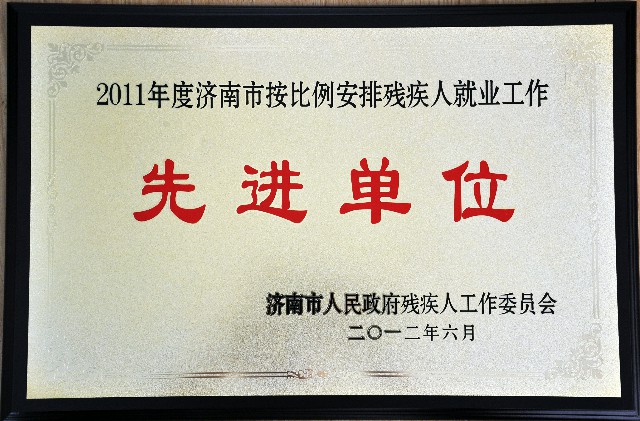 2011年度济南市按比例安排残疾人就业工作
先进单位
济南市人民政府残疾人工作委员会
二〇一二年六月